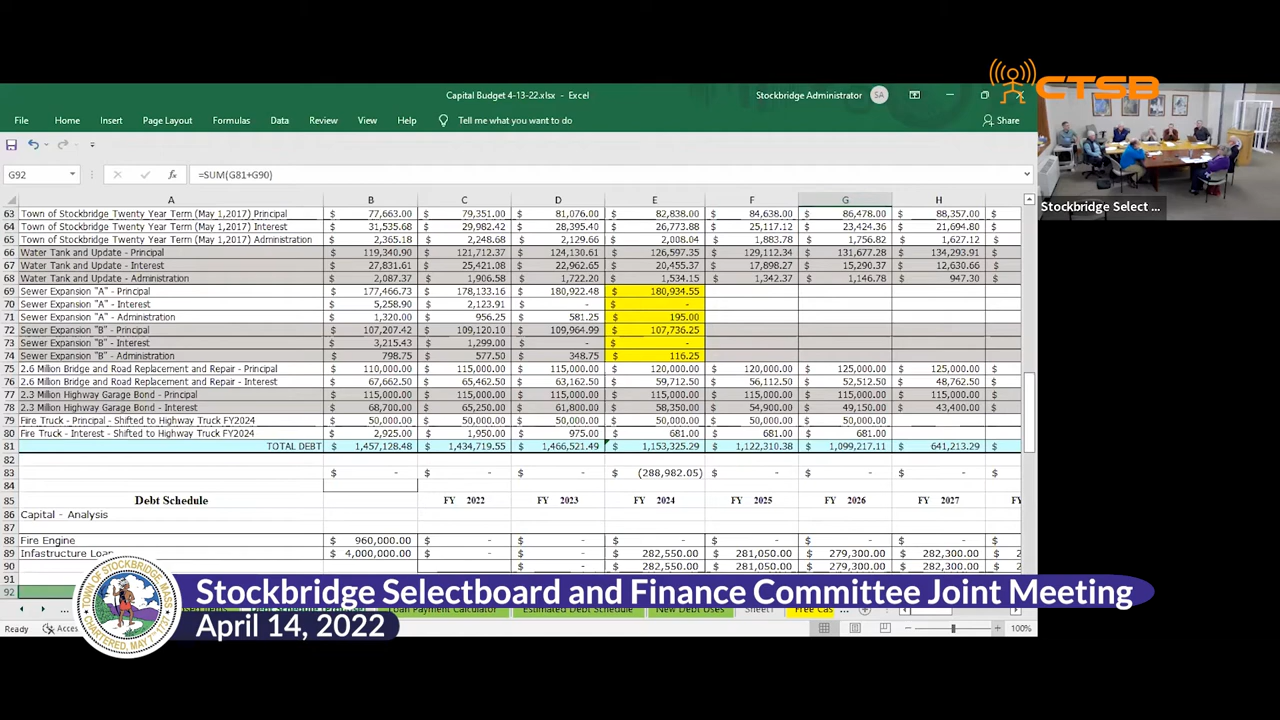 CTSB
Capital Budget 4-13-22.xlsx - Excel
Stockbridge Administrator SA
File Home Insert Page Layout Formulas Data Review View Help Tell me what you want to do Share
G92 fx =SUM(G81+G90)
Stockbridge Select ...
A B C D E F G H
63 Town of Stockbridge Twenty Year Term (May 1,2017) Principal $ 77,663.00 $ 79,351.00 $ 81,076.00 $ 82,838.00 $ 84,638.00 $ 86,478.00 $ 88,357.00 $
64 Town of Stockbridge Twenty Year Term (May 1,2017) Interest $ 31,535.68 $ 29,982.42 $ 28,395.40 $ 26,773.88 $ 25,117.12 $ 23,424.36 $ 21,694.80 $
65 Town of Stockbridge Twenty Year Term (May 1,2017) Administration $ 2,365.18 $ 2,248.68 $ 2,129.66 $ 2,008.04 $ 1,883.78 $ 1,756.82 $ 1,627.12 $
66 Water Tank and Update - Principal $ 119,340.90 $ 121,712.37 $ 124,130.61 $ 126,597.35 $ 129,112.34 $ 131,677.28 $ 134,293.91 $
67 Water Tank and Update - Interest $ 27,831.61 $ 25,421.08 $ 22,962.65 $ 20,455.37 $ 17,898.27 $ 15,290.37 $ 12,630.66 $
68 Water Tank and Update - Administration $ 2,087.37 $ 1,906.58 $ 1,722.20 $ 1,534.15 $ 1,342.37 $ 1,146.78 $ 947.30 $
69 Sewer Expansion "A" - Principal $ 177,466.73 $ 178,133.16 $ 180,922.48 $ 180,934.55
70 Sewer Expansion "A" - Interest $ 5,258.90 $ 2,123.91 $ - $ -
71 Sewer Expansion "A" - Administration $ 1,320.00 $ 956.25 $ 581.25 $ 195.00
72 Sewer Expansion "B" - Principal $ 107,207.42 $ 109,120.10 $ 109,964.99 $ 107,736.25
73 Sewer Expansion "B" - Interest $ 3,215.43 $ 1,299.00 $ - $ -
74 Sewer Expansion "B" - Administration $ 798.75 $ 577.50 $ 348.75 $ 116.25
75 2.6 Million Bridge and Road Replacement and Repair - Principal $ 110,000.00 $ 115,000.00 $ 115,000.00 $ 120,000.00 $ 120,000.00 $ 125,000.00 $ 125,000.00 $
76 2.6 Million Bridge and Road Replacement and Repair - Interest $ 67,662.50 $ 65,462.50 $ 63,162.50 $ 59,712.50 $ 56,112.50 $ 52,512.50 $ 48,762.50 $
77 2.3 Million Highway Garage Bond - Principal $ 115,000.00 $ 115,000.00 $ 115,000.00 $ 115,000.00 $ 115,000.00 $ 115,000.00 $ 115,000.00 $
78 2.3 Million Highway Garage Bond - Interest $ 68,700.00 $ 65,250.00 $ 61,800.00 $ 58,350.00 $ 54,900.00 $ 49,150.00 $ 43,400.00 $
79 Fire Truck - Principal - Shifted to Highway Truck FY2024 $ 50,000.00 $ 50,000.00 $ 50,000.00 $ 50,000.00 $ 50,000.00 $ 50,000.00
80 Fire Truck - Interest - Shifted to Highway Truck FY2024 $ 2,925.00 $ 1,950.00 $ 975.00 $ 681.00 $ 681.00 $ 681.00
81 TOTAL DEBT $ 1,457,128.48 $ 1,434,719.55 $ 1,466,521.49 $ 1,153,325.29 $ 1,122,310.38 $ 1,099,217.11 $ 641,213.29 $
82
83 $ - $ - $ - $ (288,982.05) $ - $ - $ - $
84
85 Debt Schedule FY 2022 FY 2023 FY 2024 FY 2025 FY 2026 FY 2027 FY
86 Capital - Analysis
87
88 Fire Engine $ 960,000.00 $ - $ - $ - $ - $ - $ - $
89 Infastructure Loan $ 4,000,000.00 $ - $ - $ 282,550.00 $ 281,050.00 $ 279,300.00 $ 282,300.00 $ 2
90 $ - $ - $ 282,550.00 $ 281,050.00 $ 279,300.00 $ 282,300.00 $ 2
91
92
Stockbridge Selectboard and Finance Committee Joint Meeting
Loan Payment Calculator Estimated Debt Schedule New Debt Uses Sheet1 Free Cas ...
April 14, 2022
Ready Acces 100%
TOWN OF STOCKBRIDGE